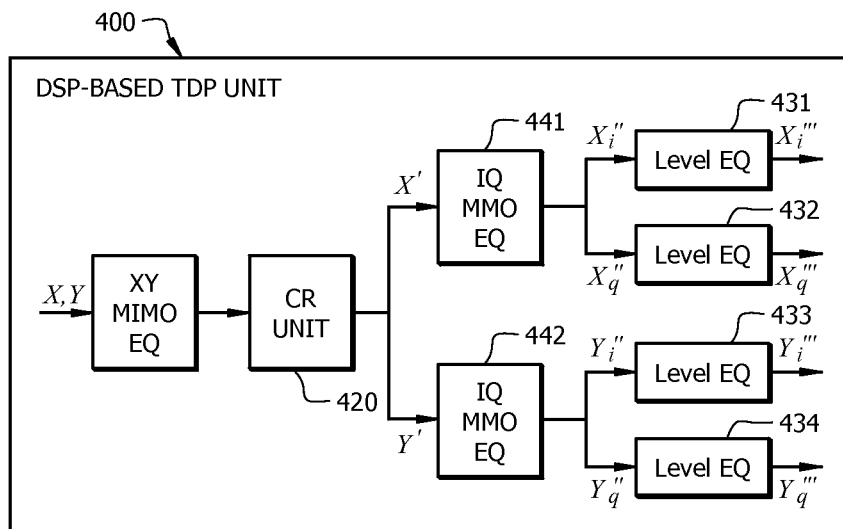 400
DSP-BASED TDP UNIT
X,Y
XY
MIMO
EQ
CR
UNIT
420
X'
441
IQ
MMO
EQ
X_i''
431
Level EQ
X_i'''
X_q''
432
Level EQ
X_q'''
Y'
442
IQ
MMO
EQ
Y_i''
433
Level EQ
Y_i'''
Y_q''
434
Level EQ
Y_q'''